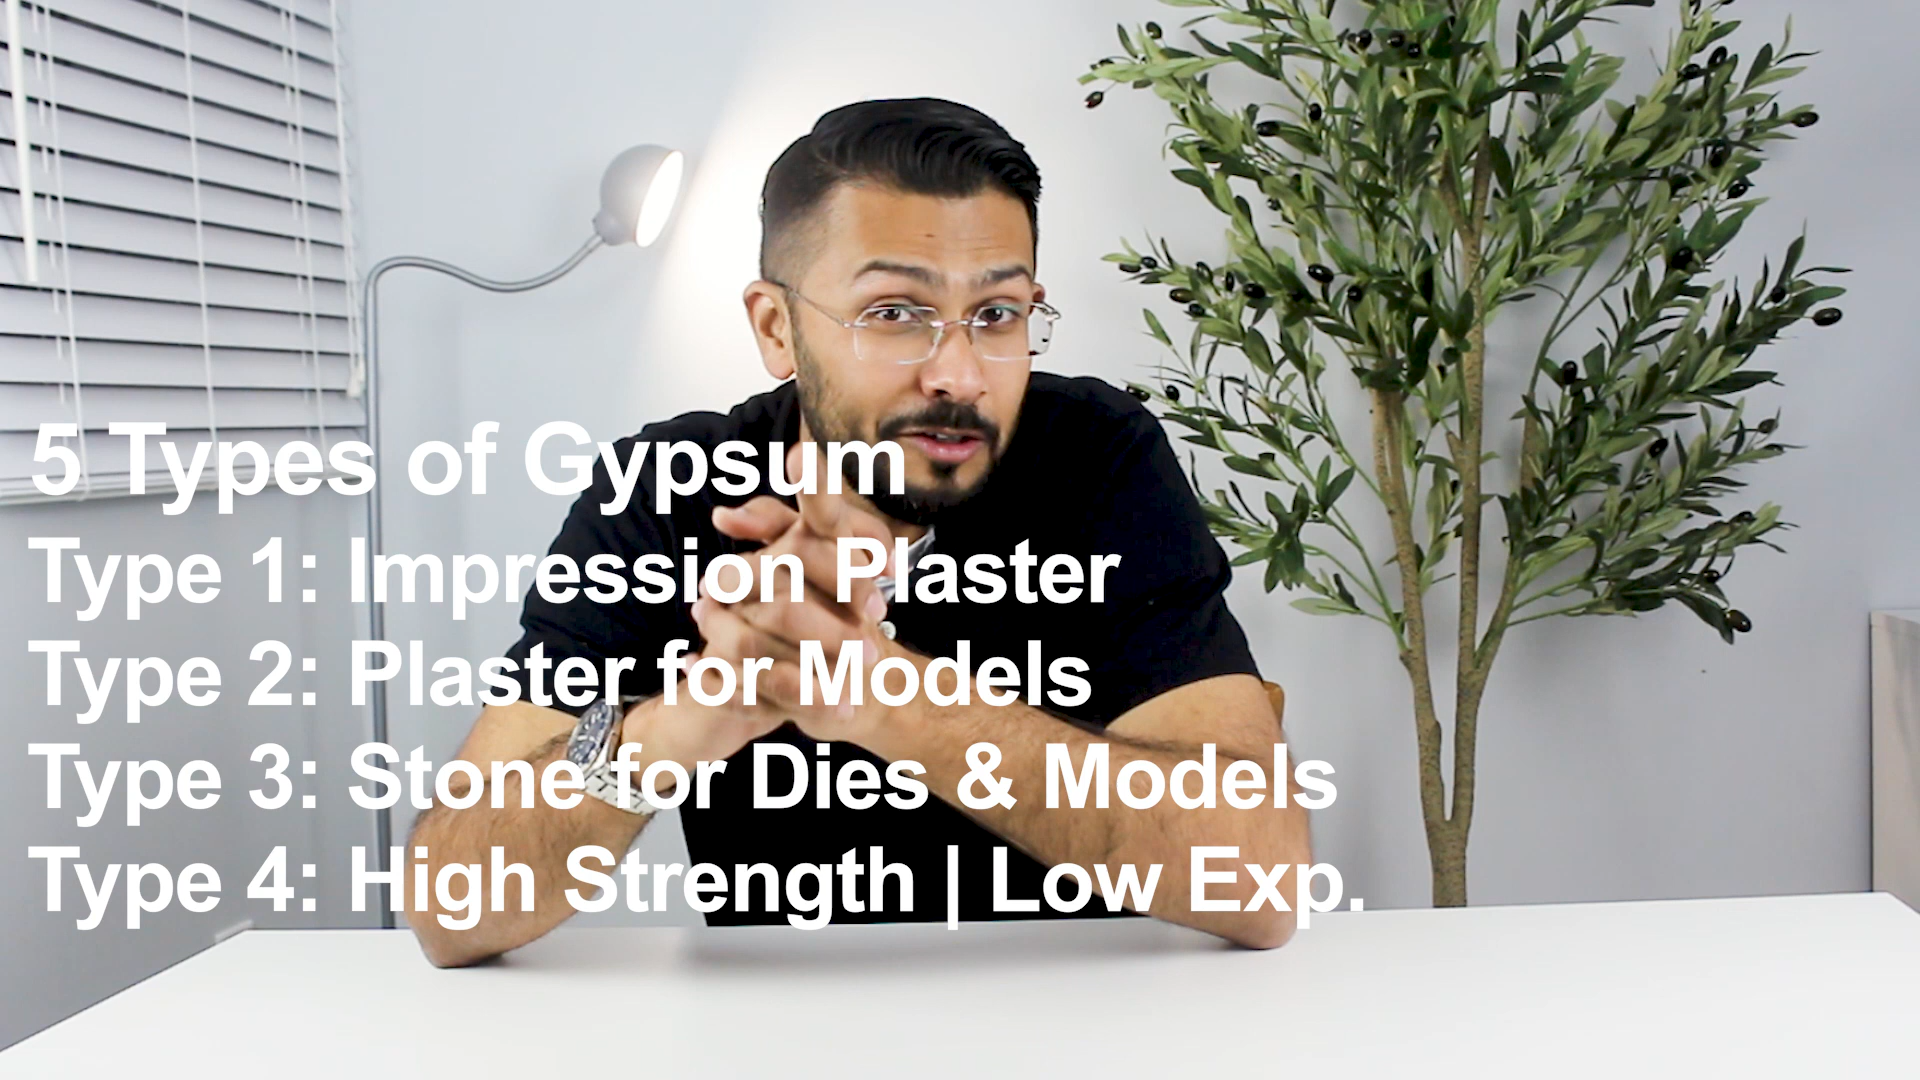 5 Types of Gypsum
Type 1: Impression Plaster
Type 2: Plaster for Models
Type 3: Stone for Dies & Models
Type 4: High Strength | Low Exp.